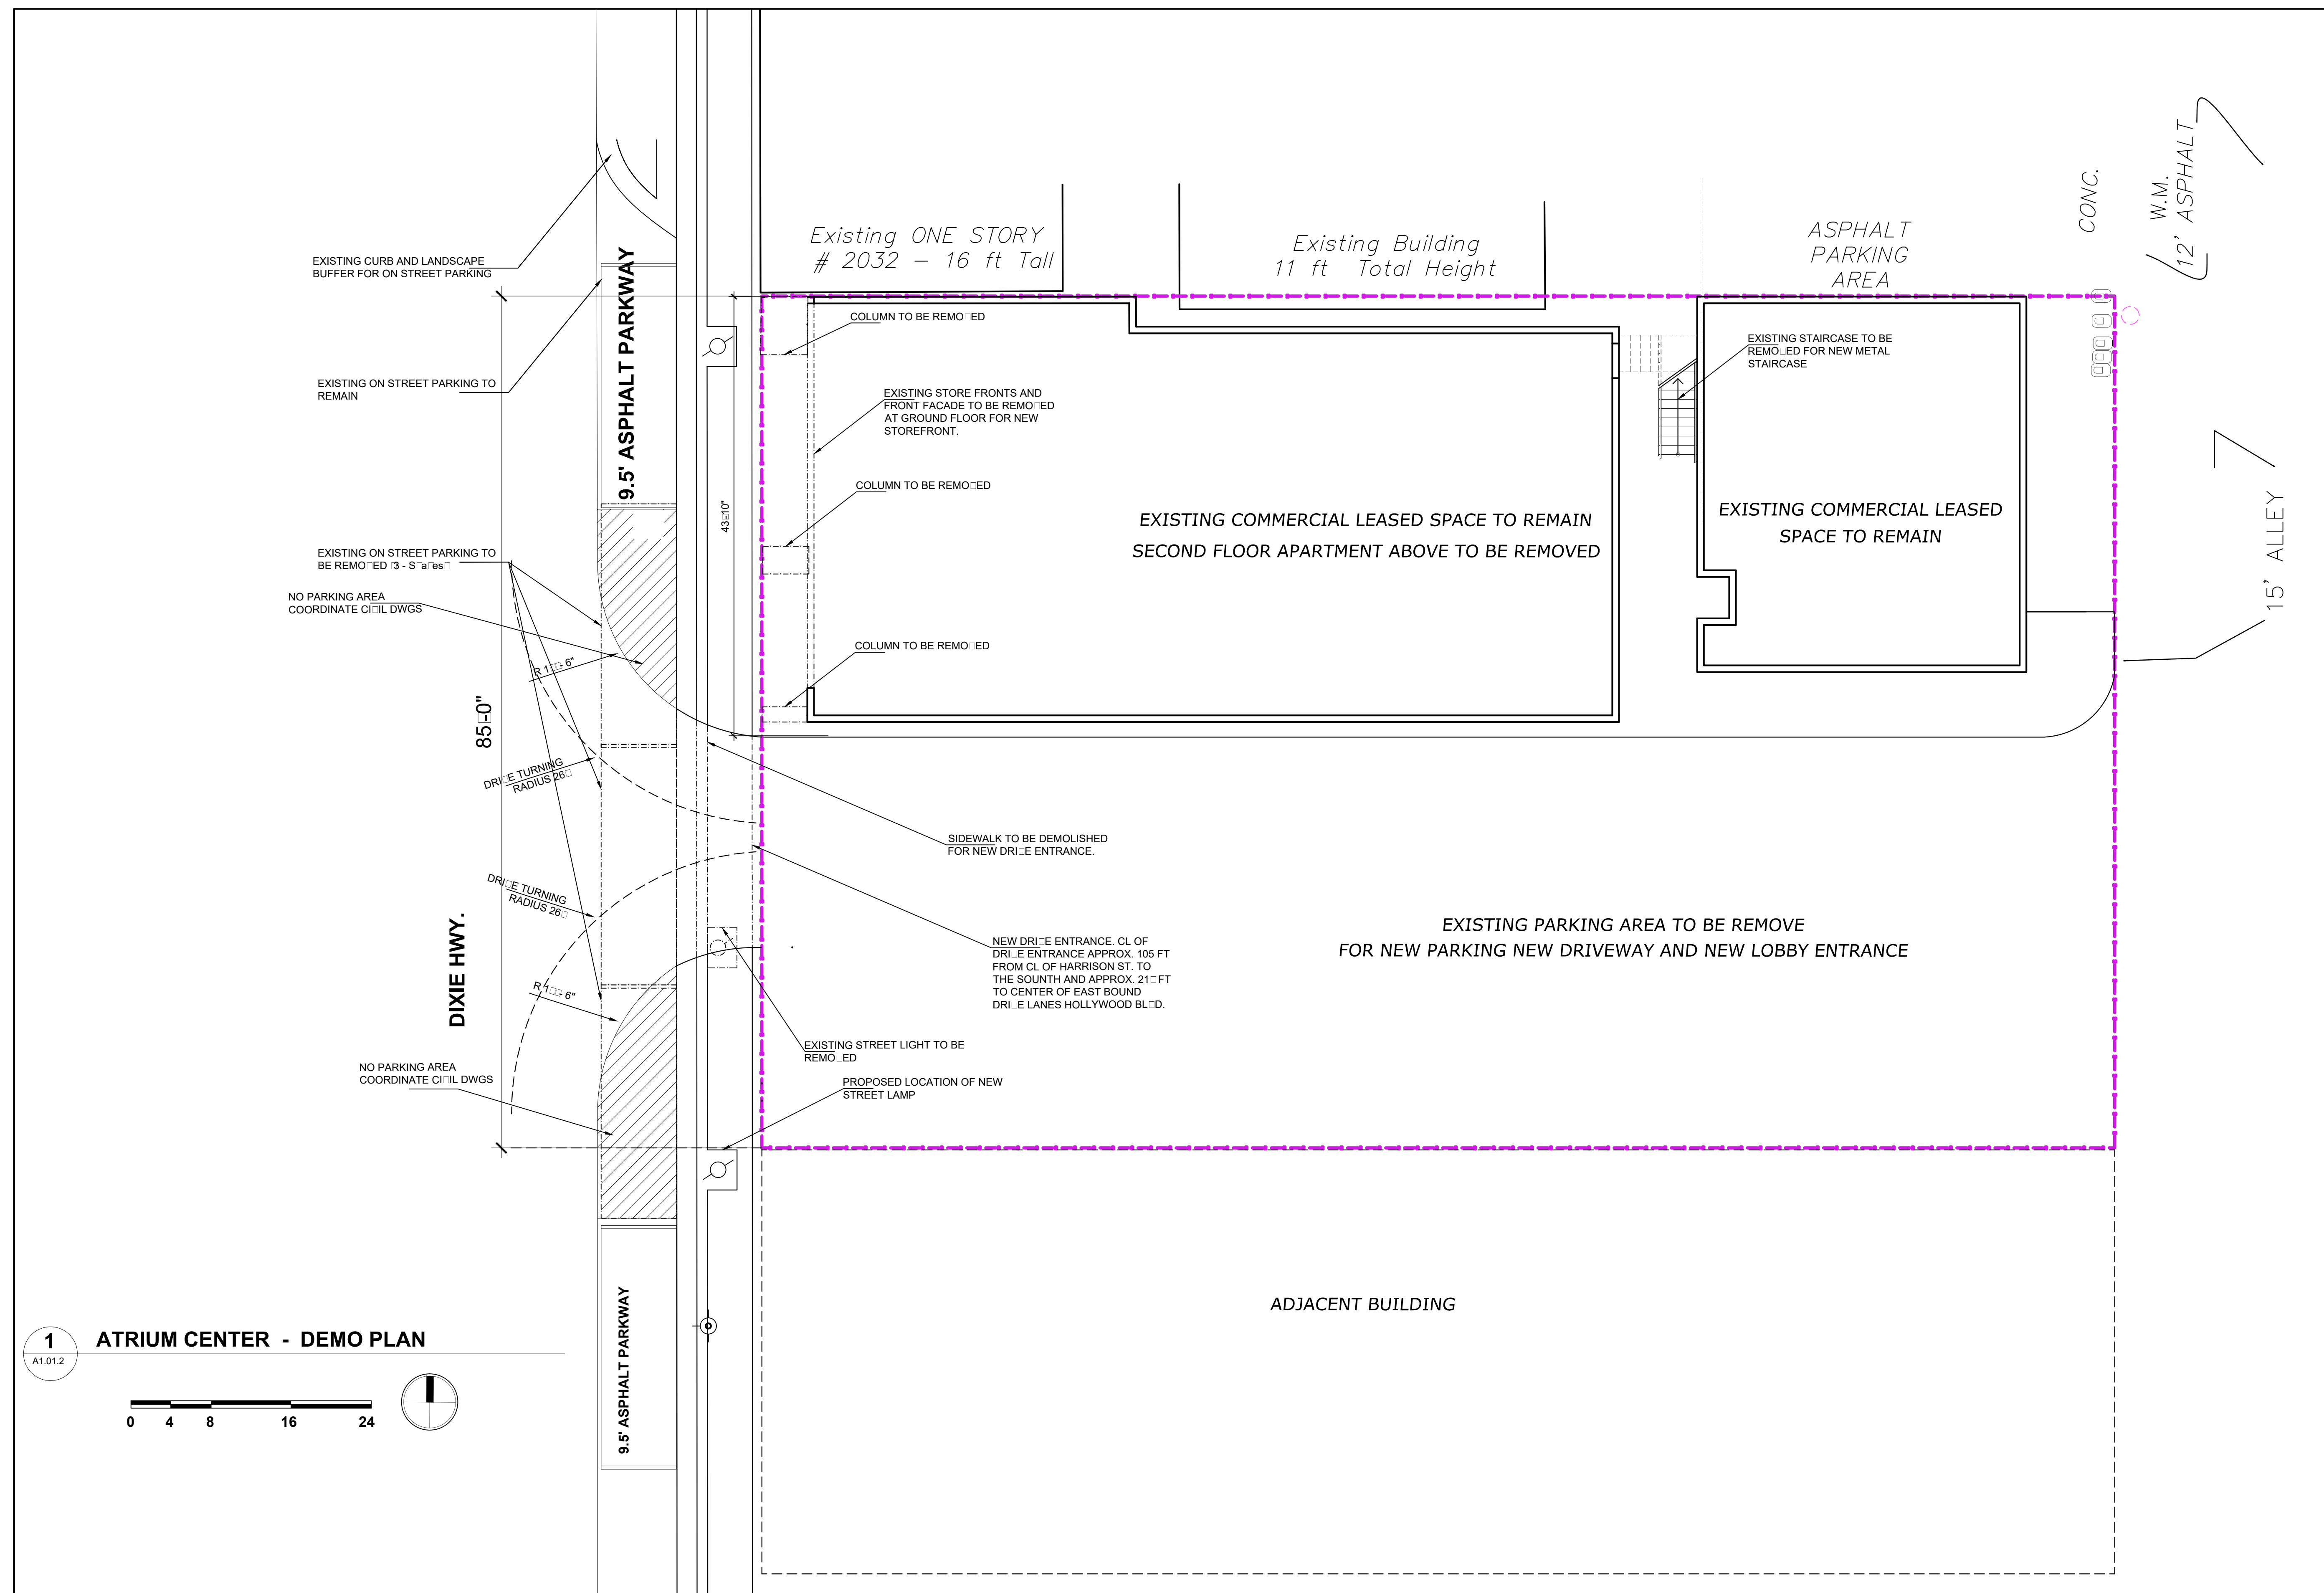 EXISTING CURB AND LANDSCAPE
BUFFER FOR ON STREET PARKING
EXISTING ON STREET PARKING TO
REMAIN
EXISTING ON STREET PARKING TO
BE REMO□ED □3 - S□a□es□
NO PARKING AREA
COORDINATE CI□IL DWGS
R 1□□- 6"
85□-0"
DRI□E TURNING
RADIUS 26□
DRI□E TURNING
RADIUS 26□
R 1□□- 6"
DIXIE HWY.
NO PARKING AREA
COORDINATE CI□IL DWGS
9.5' ASPHALT PARKWAY
9.5' ASPHALT PARKWAY
43□10"
Existing ONE STORY
# 2032 – 16 ft Tall
Existing Building
11 ft Total Height
ASPHALT
PARKING
AREA
CONC.
W.M.
12' ASPHALT
15' ALLEY
COLUMN TO BE REMO□ED
EXISTING STORE FRONTS AND
FRONT FACADE TO BE REMO□ED
AT GROUND FLOOR FOR NEW
STOREFRONT.
COLUMN TO BE REMO□ED
COLUMN TO BE REMO□ED
EXISTING STAIRCASE TO BE
REMO□ED FOR NEW METAL
STAIRCASE
EXISTING COMMERCIAL LEASED SPACE TO REMAIN
SECOND FLOOR APARTMENT ABOVE TO BE REMOVED
EXISTING COMMERCIAL LEASED
SPACE TO REMAIN
SIDEWALK TO BE DEMOLISHED
FOR NEW DRI□E ENTRANCE.
NEW DRI□E ENTRANCE. CL OF
DRI□E ENTRANCE APPROX. 105 FT
FROM CL OF HARRISON ST. TO
THE SOUNTH AND APPROX. 21□ FT
TO CENTER OF EAST BOUND
DRI□E LANES HOLLYWOOD BL□D.
EXISTING PARKING AREA TO BE REMOVE
FOR NEW PARKING NEW DRIVEWAY AND NEW LOBBY ENTRANCE
EXISTING STREET LIGHT TO BE
REMO□ED
PROPOSED LOCATION OF NEW
STREET LAMP
ADJACENT BUILDING
1
A1.01.2
ATRIUM CENTER - DEMO PLAN
0 4 8 16 24